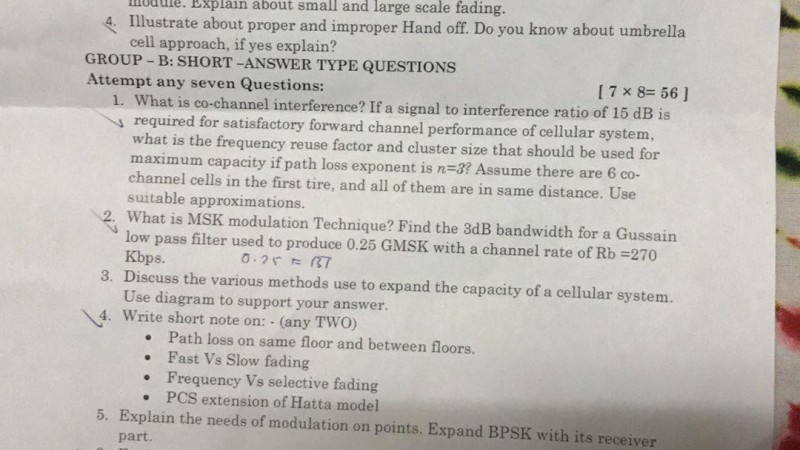 module. Explain about small and large scale fading.
4. Illustrate about proper and improper Hand off. Do you know about umbrella
cell approach, if yes explain?
GROUP – B: SHORT –ANSWER TYPE QUESTIONS
Attempt any seven Questions: [ 7 × 8= 56 ]
1. What is co-channel interference? If a signal to interference ratio of 15 dB is
required for satisfactory forward channel performance of cellular system,
what is the frequency reuse factor and cluster size that should be used for
maximum capacity if path loss exponent is n=3? Assume there are 6 co-
channel cells in the first tire, and all of them are in same distance. Use
suitable approximations.
2. What is MSK modulation Technique? Find the 3dB bandwidth for a Gussain
low pass filter used to produce 0.25 GMSK with a channel rate of Rb =270
Kbps. 0.25 = BT
3. Discuss the various methods use to expand the capacity of a cellular system.
Use diagram to support your answer.
4. Write short note on: - (any TWO)
• Path loss on same floor and between floors.
• Fast Vs Slow fading
• Frequency Vs selective fading
• PCS extension of Hatta model
5. Explain the needs of modulation on points. Expand BPSK with its receiver
part.